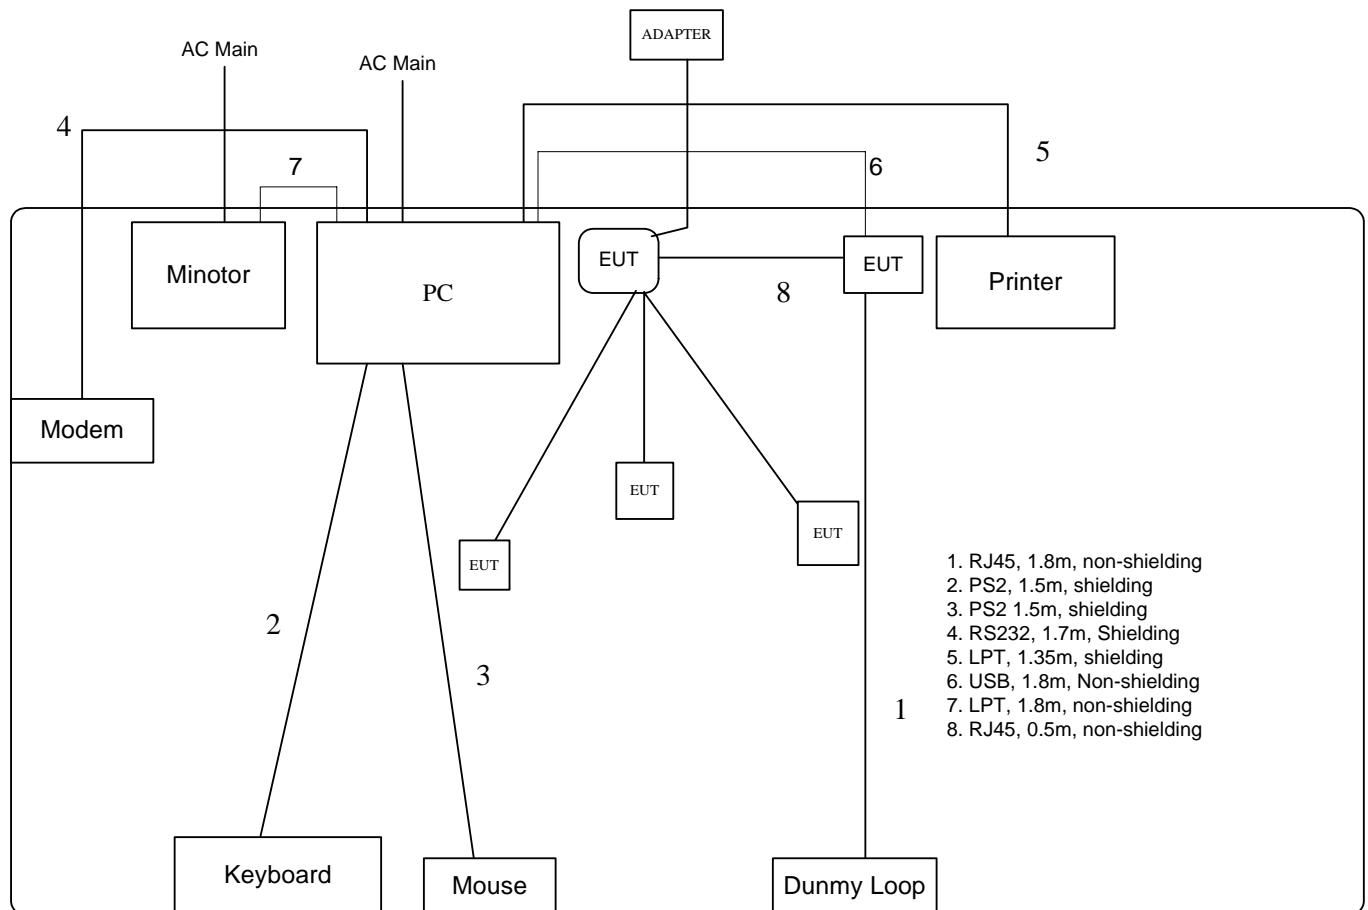 ADAPTER
AC Main
AC Main
4
7
6
5
Minotor
PC
EUT
8
EUT
Printer
Modem
EUT
EUT
EUT
2
3
1
1. RJ45, 1.8m, non-shielding
2. PS2, 1.5m, shielding
3. PS2 1.5m, shielding
4. RS232, 1.7m, Shielding
5. LPT, 1.35m, shielding
6. USB, 1.8m, Non-shielding
7. LPT, 1.8m, non-shielding
8. RJ45, 0.5m, non-shielding
Keyboard
Mouse
Dunmy Loop